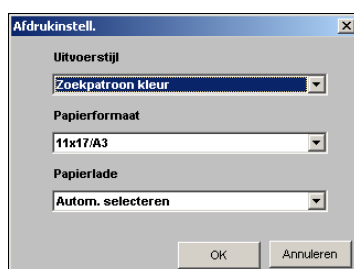 Afdrukinstell.
Uitvoerstijl
Zoekpatroon kleur
Papierformaat
11x17/A3
Papierlade
Autom. selecteren
OK
Annuleren